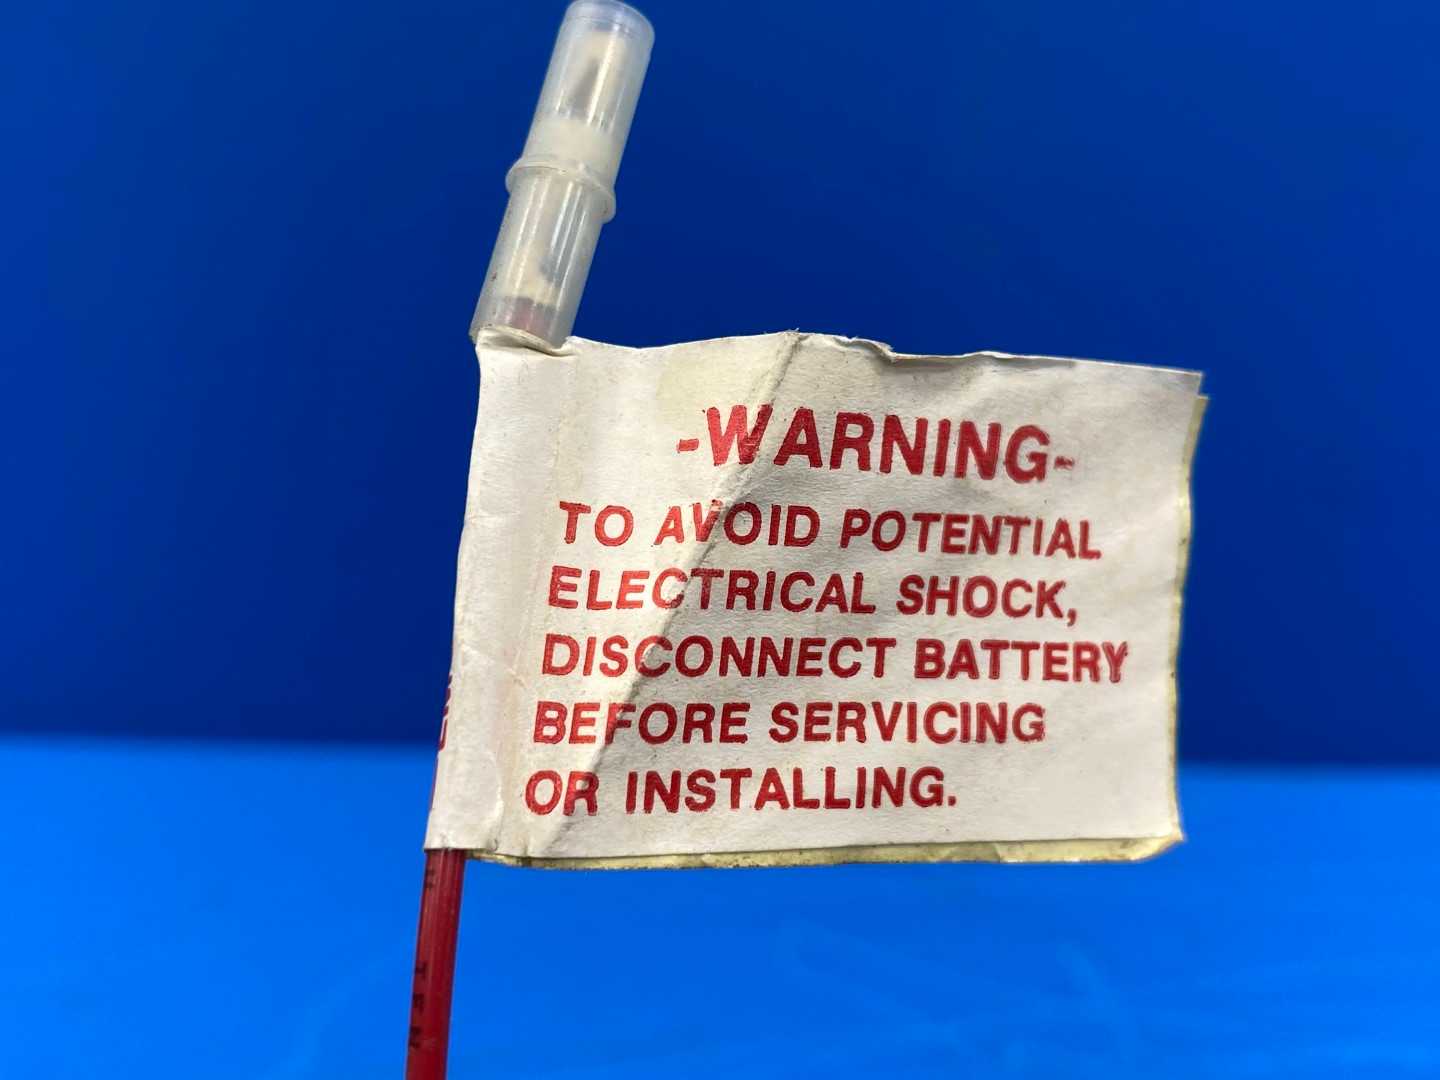 -WARNING-
TO AVOID POTENTIAL
ELECTRICAL SHOCK,
DISCONNECT BATTERY
BEFORE SERVICING
OR INSTALLING.